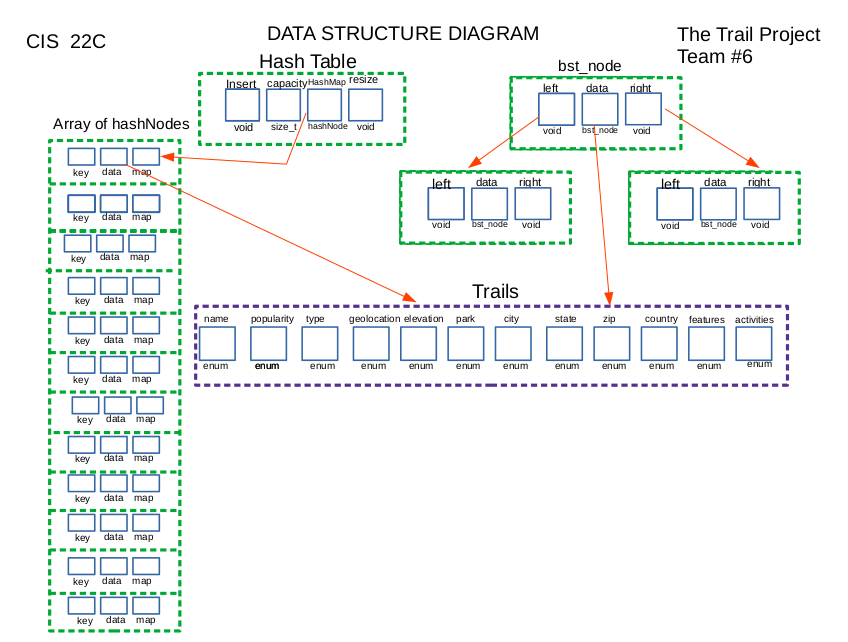 CIS 22C
DATA STRUCTURE DIAGRAM
The Trail Project
Team #6
Hash Table
Insert capacity HashMap resize
void size_t hashNode void
bst_node
left data right
void bst_node void
Array of hashNodes
key data map
key data map
key data map
key data map
key data map
key data map
key data map
key data map
key data map
key data map
key data map
key data map
left data right
void bst_node void
left data right
void bst_node void
Trails
name popularity type geolocation elevation park city state zip country features activities
enum enum enum enum enum enum enum enum enum enum enum enum